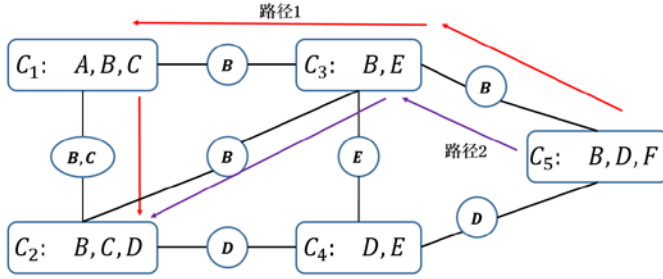 路径1
C₁: A, B, C
B
C₃: B, E
B
B, C
B
E
路径2
C₅: B, D, F
C₂: B, C, D
D
C₄: D, E
D